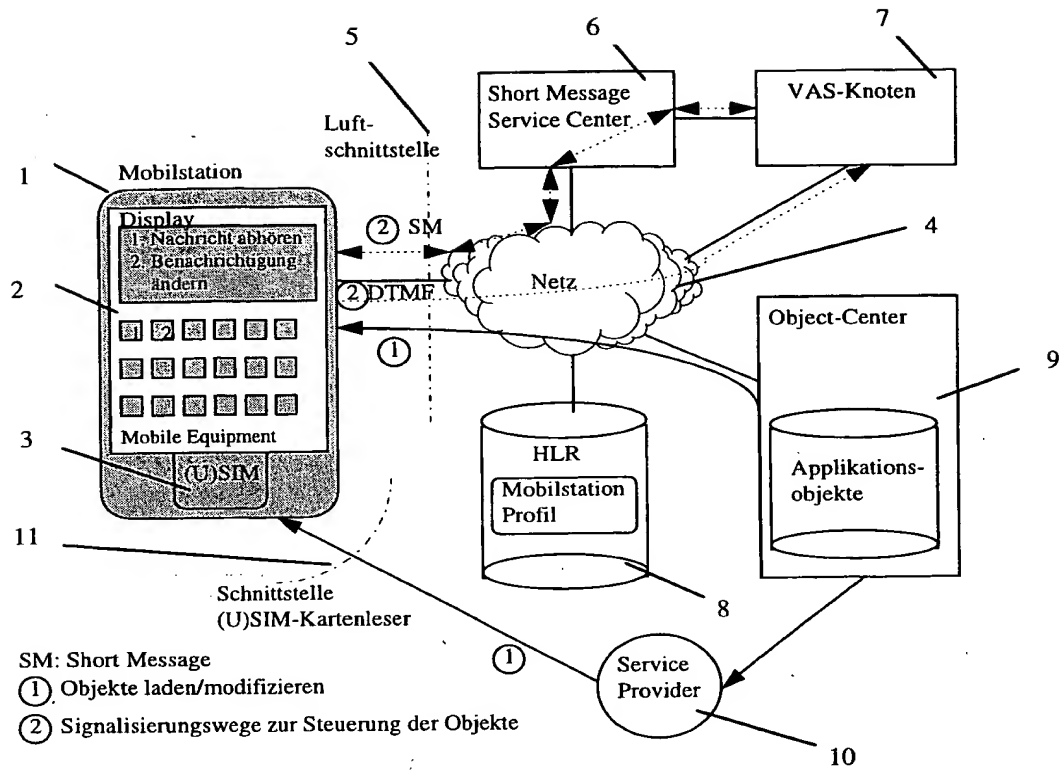 5
6
7
Short Message
Service Center
VAS-Knoten
Luft-
schnittstelle
1
Mobilstation
Display
1. Nachricht abhören
2. Benachrichtigung
ändern
2 SM
2 DTMF
Netz
4
2
1 2
1
Object-Center
9
Mobile Equipment
3
(U)SIM
HLR
Mobilstation
Profil
Applikations-
objekte
11
8
Schnittstelle
(U)SIM-Kartenleser
SM: Short Message
1 Objekte laden/modifizieren
2 Signalisierungswege zur Steuerung der Objekte
1
Service
Provider
10